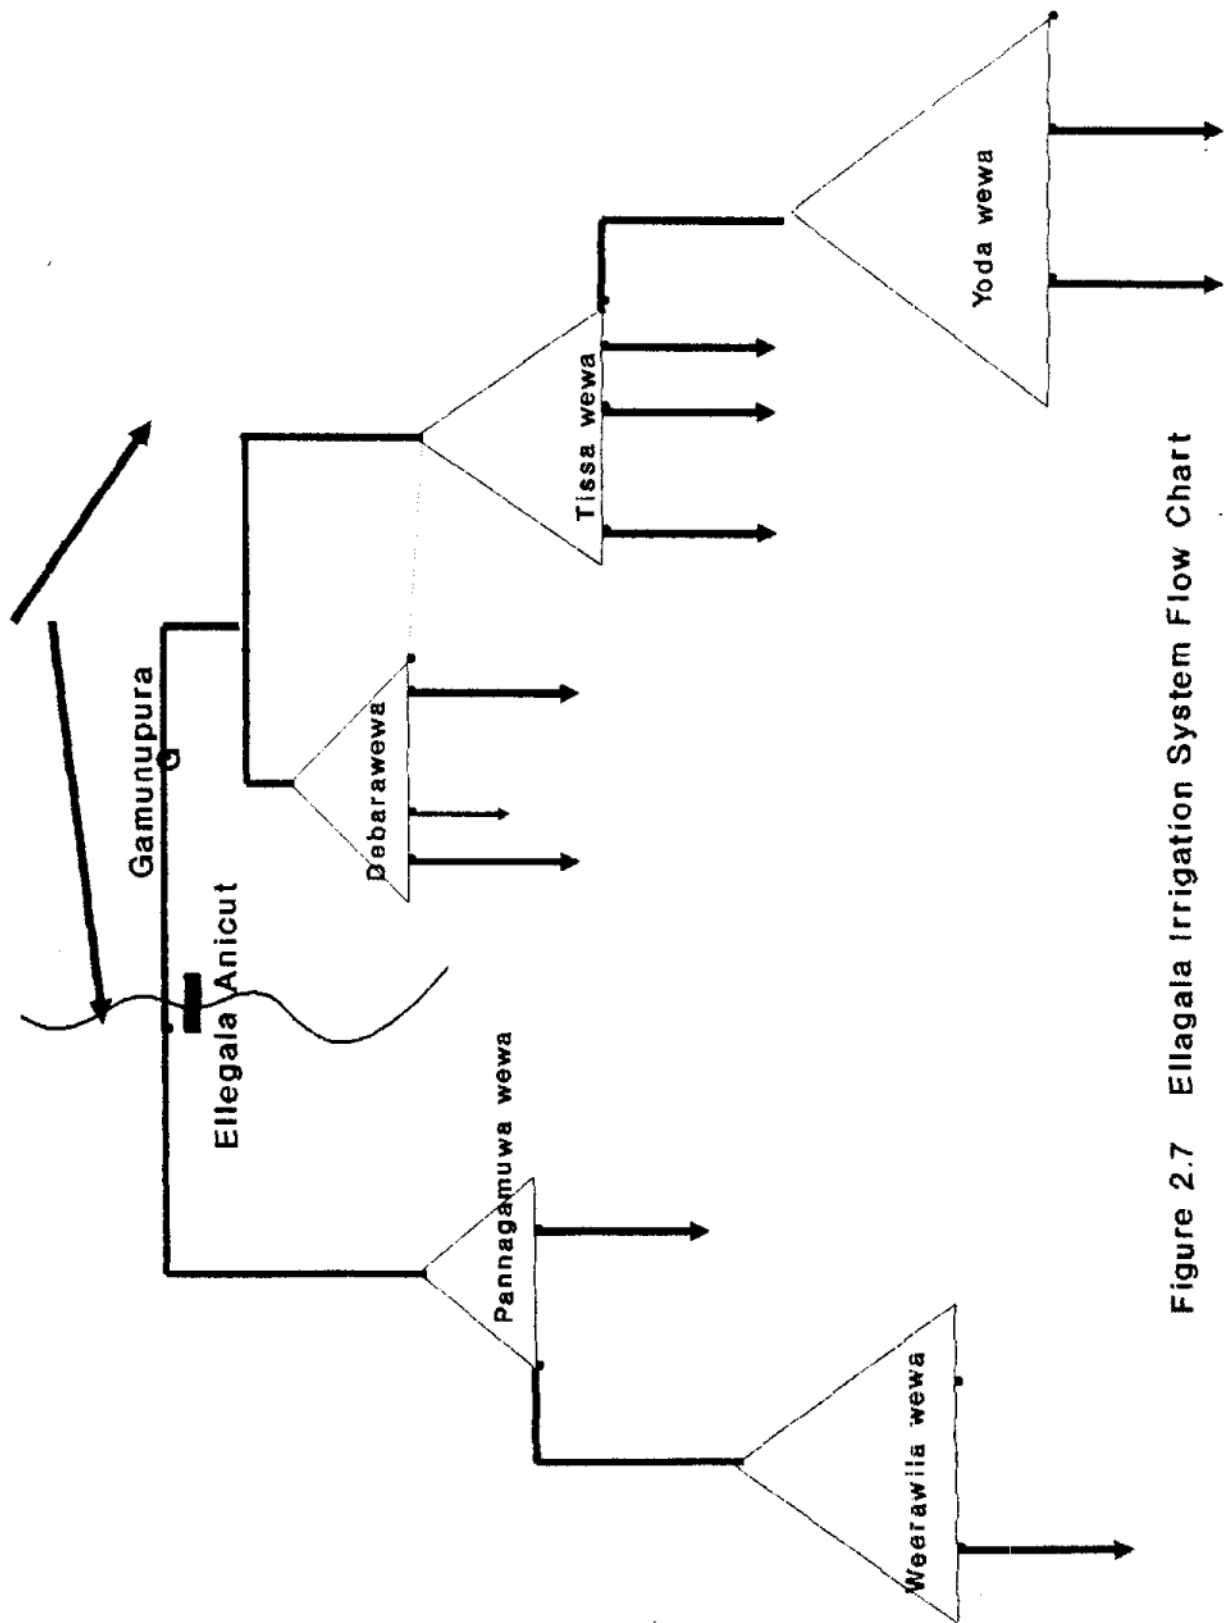 Gamunupura
Ellegala Anicut
Debarawewa
Tissa wewa
Yoda wewa
Pannagamuwa wewa
Weerawila wewa
Figure 2.7 Ellagala Irrigation System Flow Chart